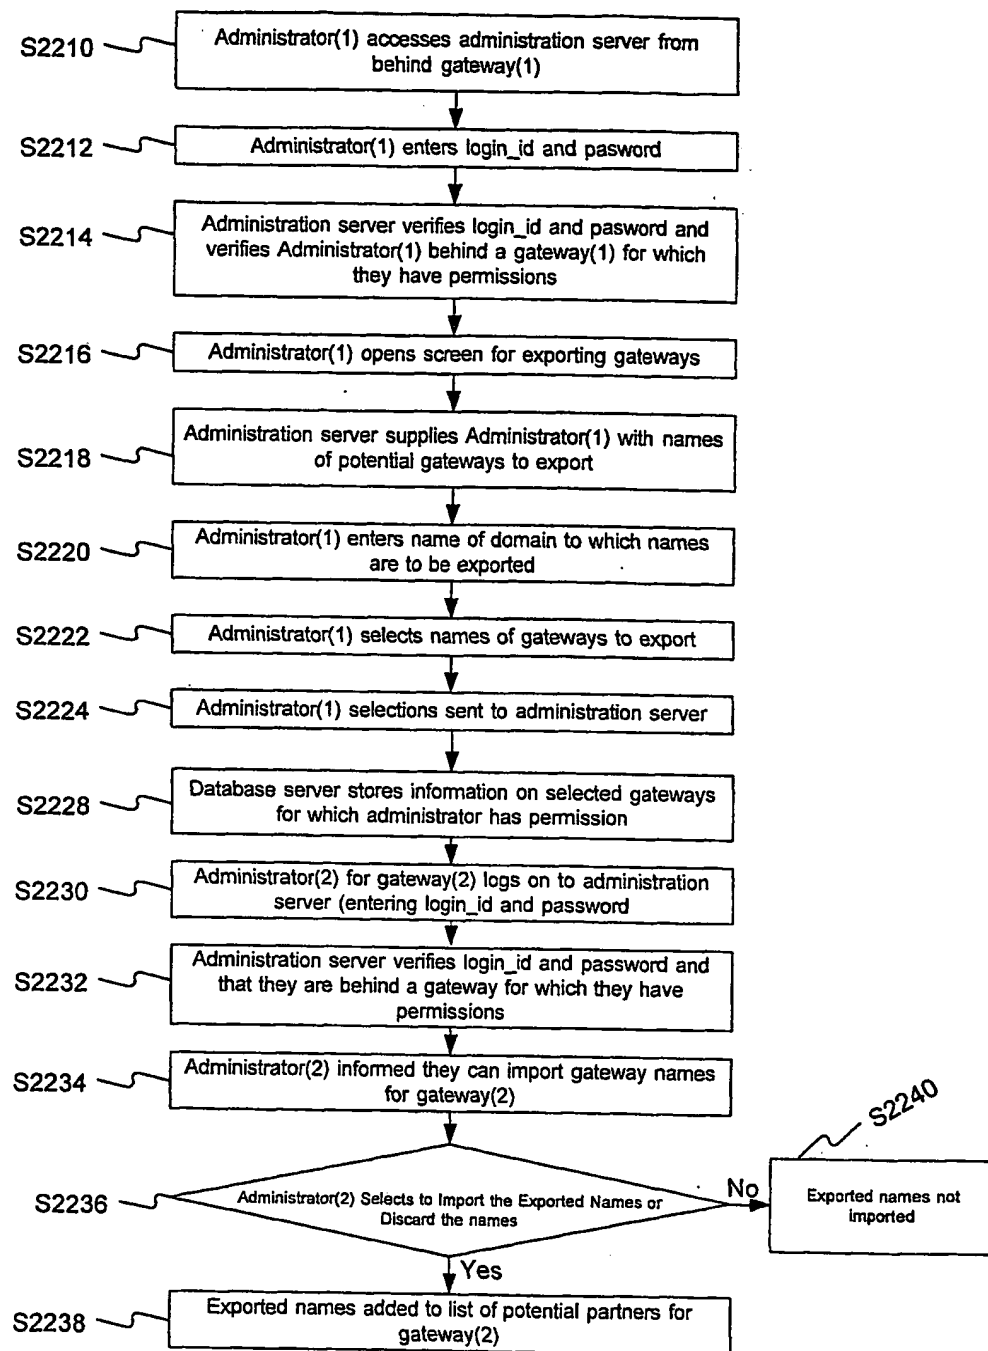 S2210
Administrator(1) accesses administration server from
behind gateway(1)
S2212
Administrator(1) enters login_id and pasword
S2214
Administration server verifies login_id and pasword and
verifies Administrator(1) behind a gateway(1) for which
they have permissions
S2216
Administrator(1) opens screen for exporting gateways
S2218
Administration server supplies Administrator(1) with names
of potential gateways to export
S2220
Administrator(1) enters name of domain to which names
are to be exported
S2222
Administrator(1) selects names of gateways to export
S2224
Administrator(1) selections sent to administration server
S2228
Database server stores information on selected gateways
for which administrator has permission
S2230
Administrator(2) for gateway(2) logs on to administration
server (entering login_id and password
S2232
Administration server verifies login_id and password and
that they are behind a gateway for which they have
permissions
S2234
Administrator(2) informed they can import gateway names
for gateway(2)
S2236
Administrator(2) Selects to Import the Exported Names or
Discard the names
No
S2240
Exported names not
imported
Yes
S2238
Exported names added to list of potential partners for
gateway(2)